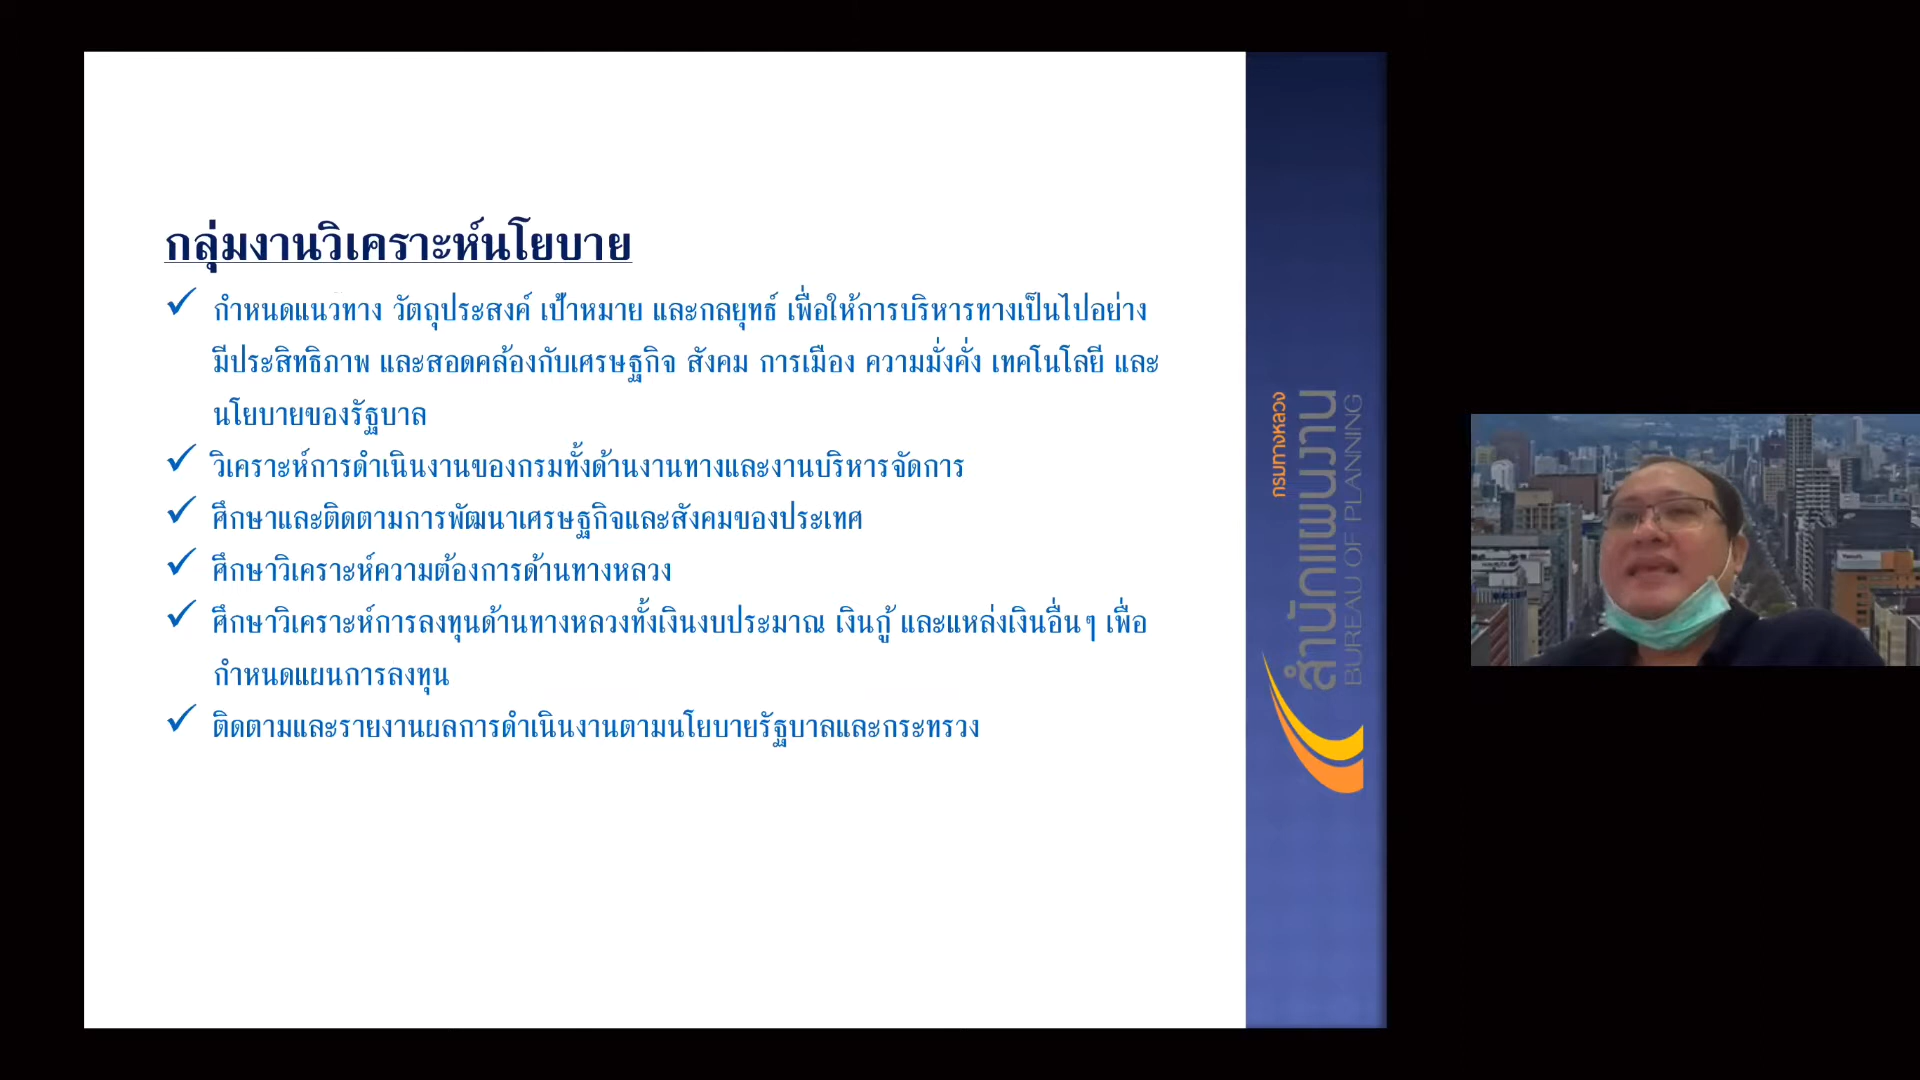 กลุ่มงานวิเคราะห์นโยบาย
✓ กำหนดแนวทาง วัตถุประสงค์ เป้าหมาย และกลยุทธ์ เพื่อให้การบริหารทางเป็นไปอย่าง
มีประสิทธิภาพ และสอดคล้องกับเศรษฐกิจ สังคม การเมือง ความมั่งคั่ง เทคโนโลยี และ
นโยบายของรัฐบาล
✓ วิเคราะห์การดำเนินงานของกรมทั้งด้านงานทางและงานบริหารจัดการ
✓ ศึกษาและติดตามการพัฒนาเศรษฐกิจและสังคมของประเทศ
✓ ศึกษาวิเคราะห์ความต้องการด้านทางหลวง
✓ ศึกษาวิเคราะห์การลงทุนด้านทางหลวงทั้งเงินงบประมาณ เงินกู้ และแหล่งเงินอื่นๆ เพื่อ
กำหนดแผนการลงทุน
✓ ติดตามและรายงานผลการดำเนินงานตามนโยบายรัฐบาลและกระทรวง
กรมทางหลวง
สำนักแผนงาน
BUREAU OF PLANNING